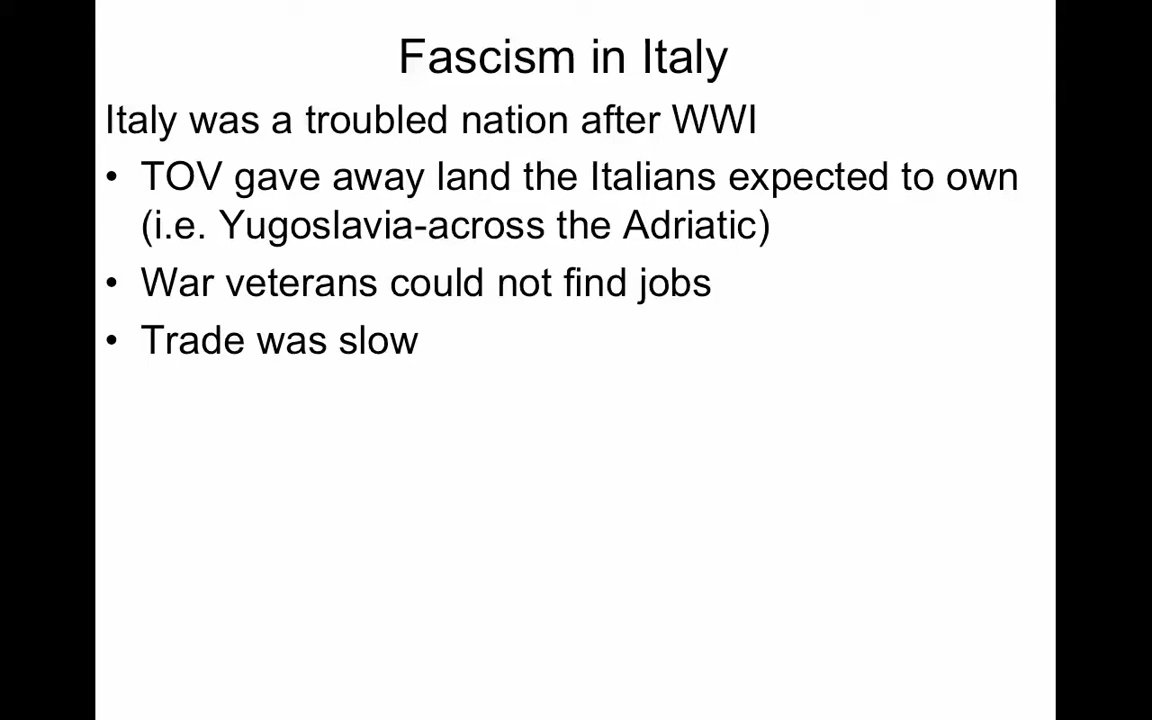 Fascism in Italy
Italy was a troubled nation after WWI
• TOV gave away land the Italians expected to own
(i.e. Yugoslavia-across the Adriatic)
• War veterans could not find jobs
• Trade was slow